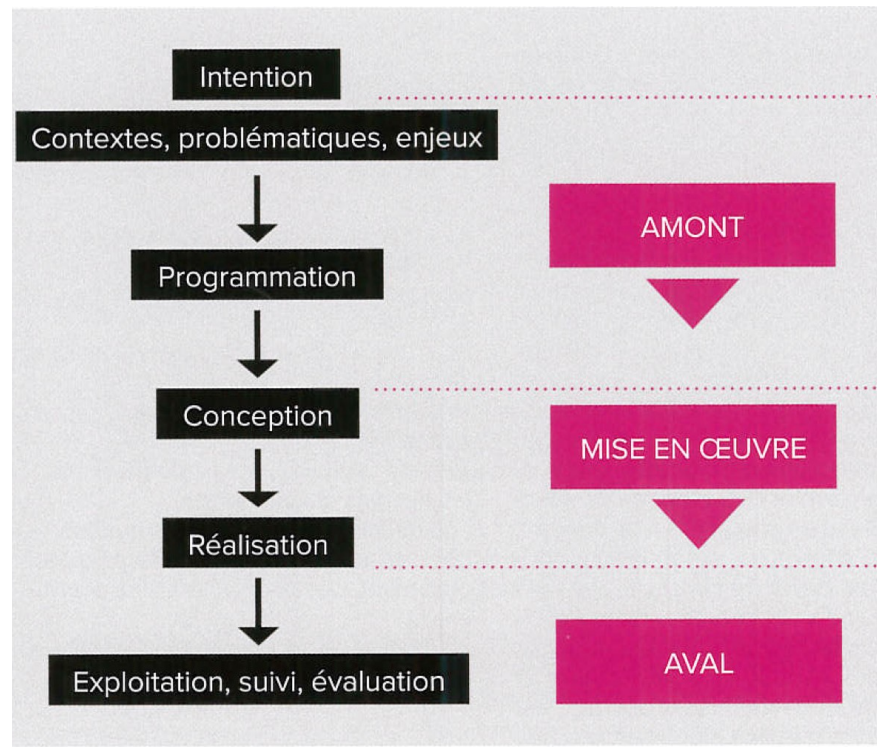 Intention
Contextes, problématiques, enjeux
AMONT
Programmation
Conception
MISE EN ŒUVRE
Réalisation
AVAL
Exploitation, suivi, évaluation